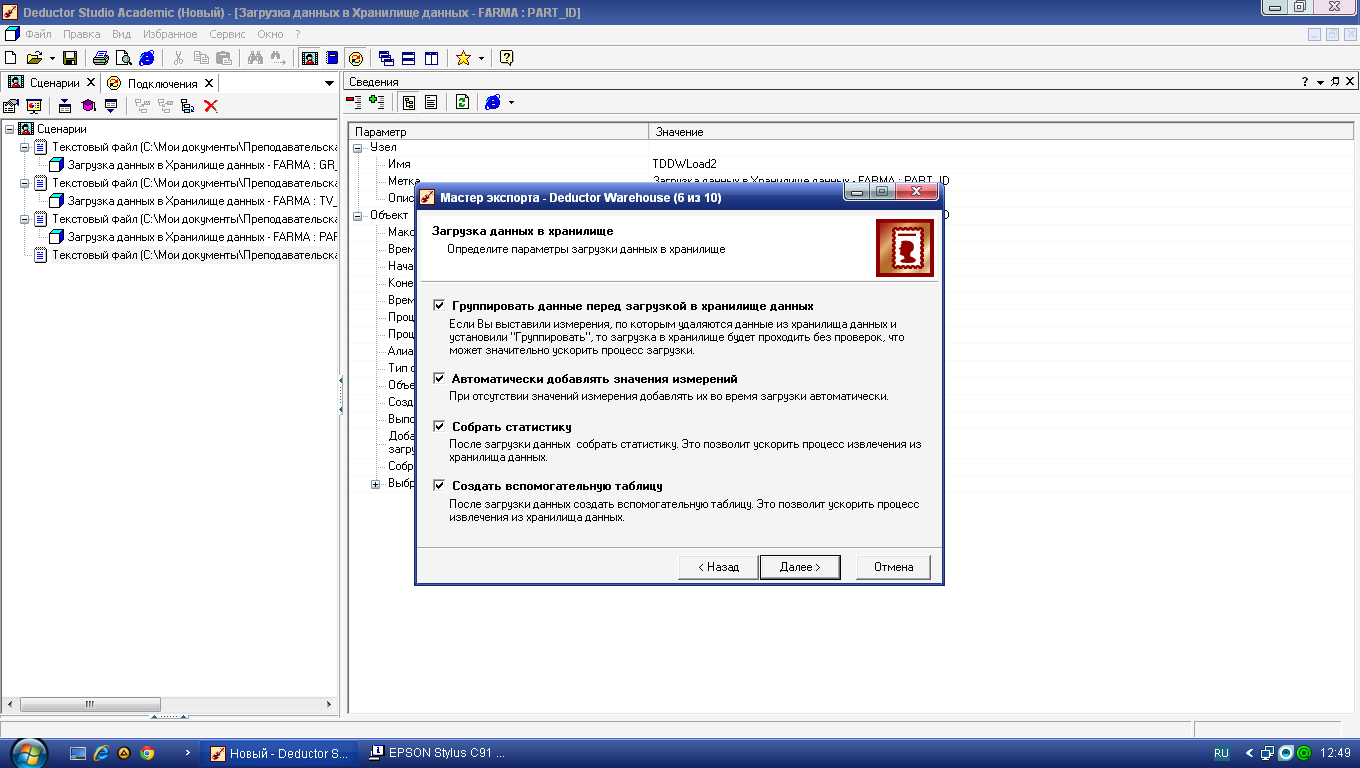 Deductor Studio Academic (Новый) - [Загрузка данных в Хранилище данных - FARMA : PART_ID]
Файл Правка Вид Избранное Сервис Окно ?
Сценарии X Подключения X
Сведения
Параметр Значение
Сценарии
Текстовый файл (C:\Мои документы\Преподавательска
Загрузка данных в Хранилище данных - FARMA : GR_
Текстовый файл (C:\Мои документы\Преподавательска
Загрузка данных в Хранилище данных - FARMA : TV_
Текстовый файл (C:\Мои документы\Преподавательска
Загрузка данных в Хранилище данных - FARMA : PAR
Текстовый файл (C:\Мои документы\Преподавательска
Узел
Имя TDDWLoad2
Метка Загрузка данных в Хранилище данных - FARMA : PART_ID
Опис
Объект
Макс
Врем
Нача
Коне
Врем
Проц
Проц
Алиа
Тип о
Объе
Созд
Выпо
Доба
загру
Собр
Выбр
Мастер экспорта - Deductor Warehouse (6 из 10)
Загрузка данных в хранилище
Определите параметры загрузки данных в хранилище
Группировать данные перед загрузкой в хранилище данных
Если Вы выставили измерения, по которым удаляются данные из хранилища данных и
установили "Группировать", то загрузка в хранилище будет проходить без проверок, что
может значительно ускорить процесс загрузки.
Автоматически добавлять значения измерений
При отсутствии значений измерения добавлять их во время загрузки автоматически.
Собрать статистику
После загрузки данных собрать статистику. Это позволит ускорить процесс извлечения из
хранилища данных.
Создать вспомогательную таблицу
После загрузки данных создать вспомогательную таблицу. Это позволит ускорить процесс
извлечения из хранилища данных.
< Назад Далее > Отмена
Новый - Deductor S... EPSON Stylus C91 ... RU 12:49